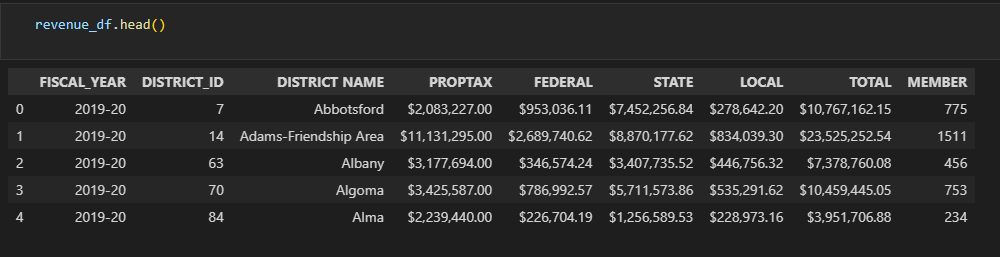 revenue_df.head()
FISCAL_YEAR DISTRICT_ID DISTRICT NAME PROPTAX FEDERAL STATE LOCAL TOTAL MEMBER
0 2019-20 7 Abbotsford $2,083,227.00 $953,036.11 $7,452,256.84 $278,642.20 $10,767,162.15 775
1 2019-20 14 Adams-Friendship Area $11,131,295.00 $2,689,740.62 $8,870,177.62 $834,039.30 $23,525,252.54 1511
2 2019-20 63 Albany $3,177,694.00 $346,574.24 $3,407,735.52 $446,756.32 $7,378,760.08 456
3 2019-20 70 Algoma $3,425,587.00 $786,992.57 $5,711,573.86 $535,291.62 $10,459,445.05 753
4 2019-20 84 Alma $2,239,440.00 $226,704.19 $1,256,589.53 $228,973.16 $3,951,706.88 234